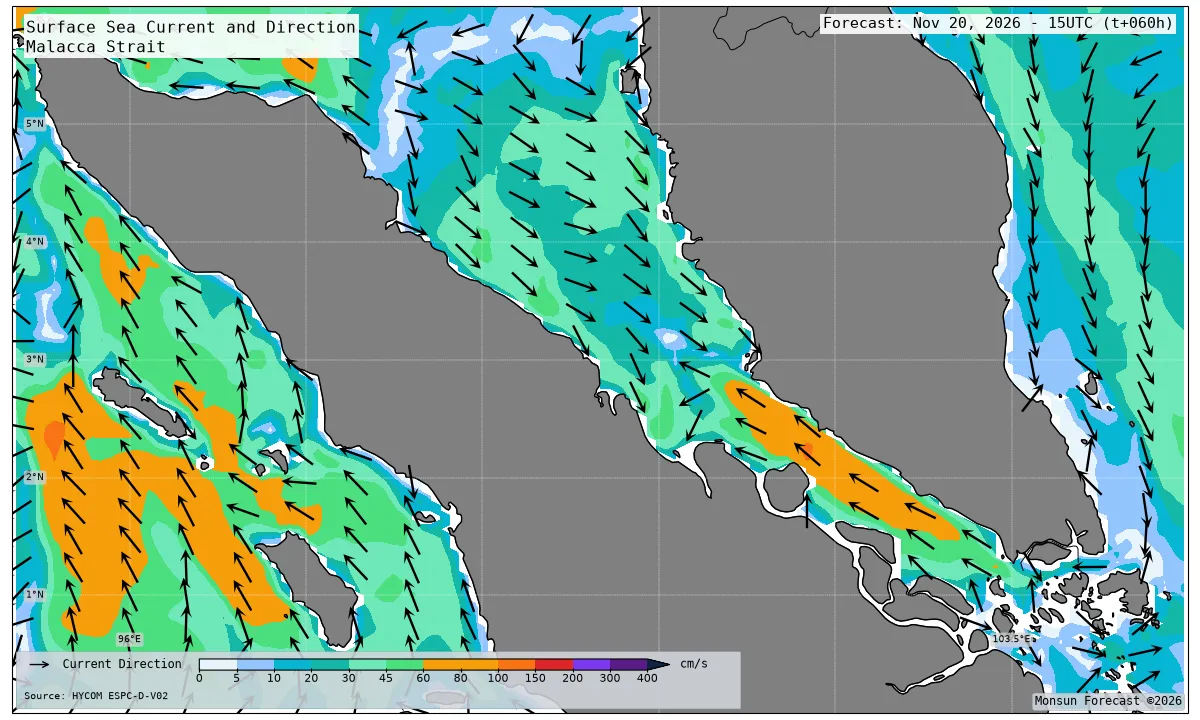 Surface Sea Current and Direction
Malacca Strait
Forecast: Nov 20, 2026 - 15UTC (t+060h)
5°N
4°N
3°N
2°N
1°N
96°E
103.5°E
Current Direction
0 5 10 20 30 45 60 80 100 150 200 300 400
cm/s
Source: HYCOM ESPC-D-V02
Monsun Forecast ©2026